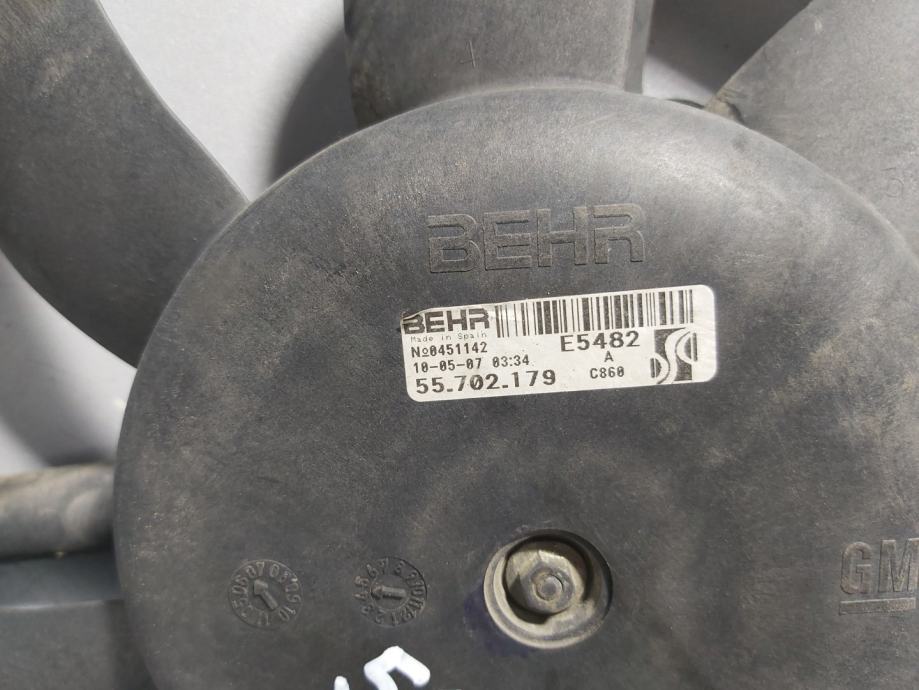 BEHR
BEHR
Made in Spain
№0451142
E5482
10-05-07 03:34
A
55.702.179
C860
GM